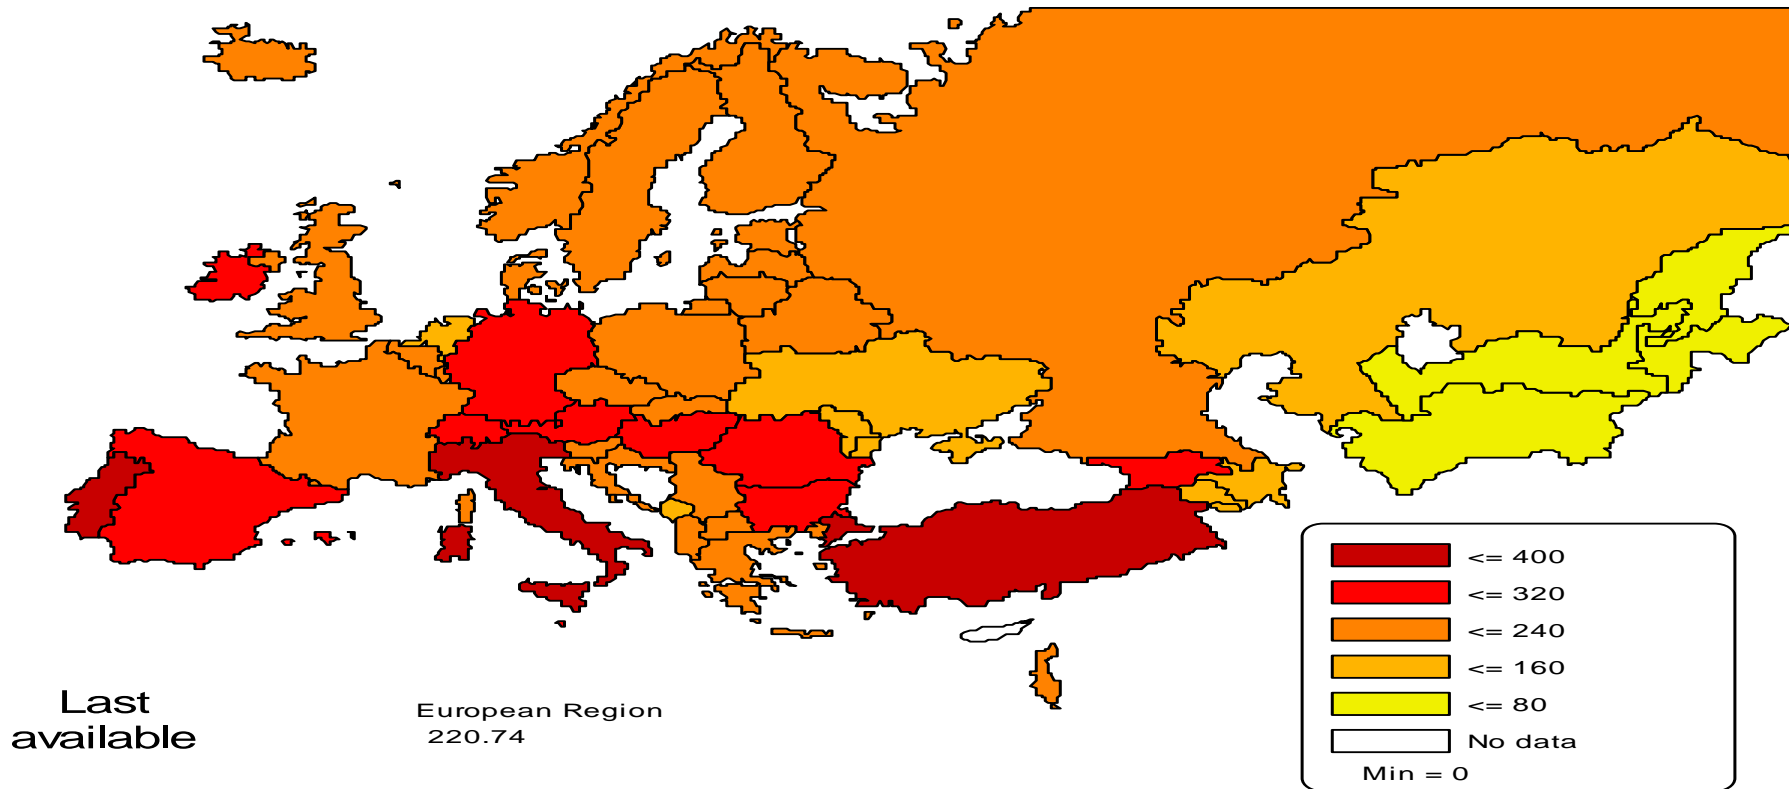 <= 400
<= 320
<= 240
<= 160
<= 80
No data
Min = 0
Last
available
European Region
220.74